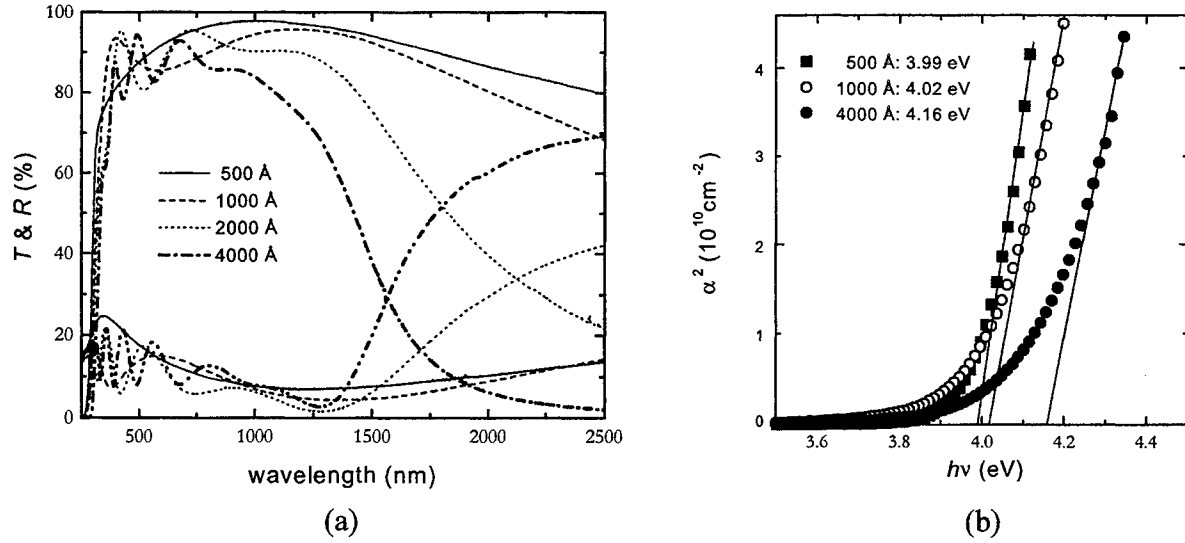 T & R (%)
100
80
60
40
20
0
500 Å
1000 Å
2000 Å
4000 Å
500
1000
1500
2000
2500
wavelength (nm)
(a)
α² (10¹⁰cm⁻²)
4
3
2
1
0
500 Å: 3.99 eV
1000 Å: 4.02 eV
4000 Å: 4.16 eV
3.6
3.8
4.0
4.2
4.4
hν (eV)
(b)